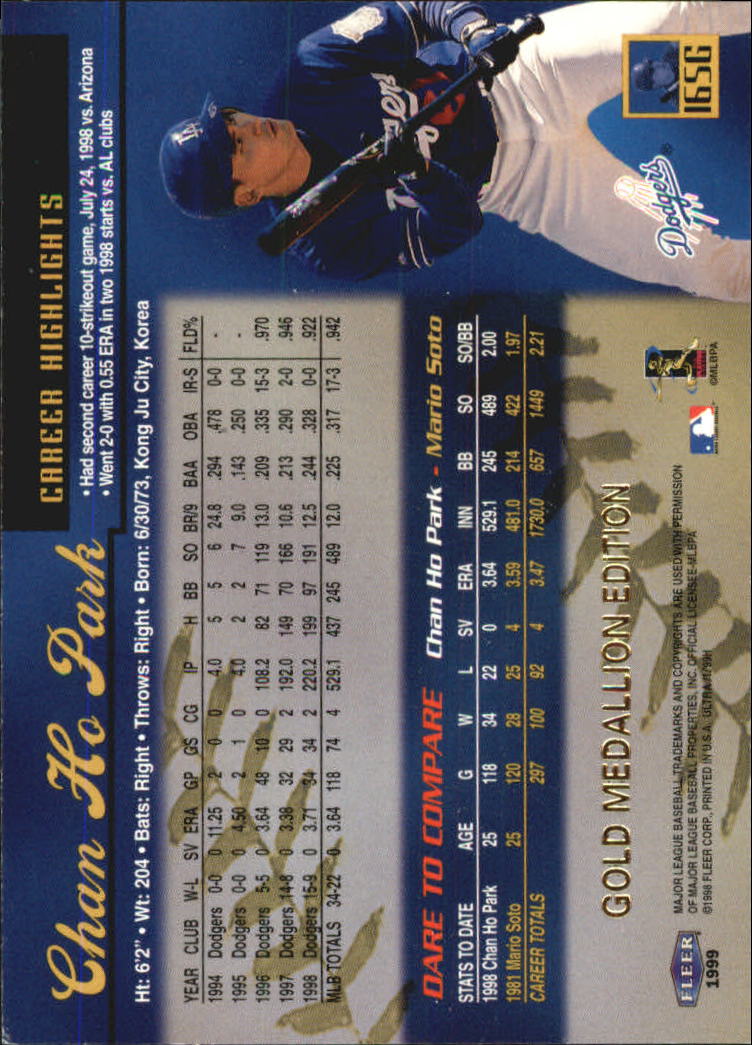 Chan Ho Park
CAREER HIGHLIGHTS
• Had second career 10-strikeout game, July 24, 1998 vs. Arizona
• Went 2-0 with 0.55 ERA in two 1998 starts vs. AL clubs
165G
Dodgers®
Ht: 6'2" • Wt: 204 • Bats: Right • Throws: Right • Born: 6/30/73, Kong Ju City, Korea
YEAR CLUB W-L SV ERA GP GS CG IP H BB SO BR/9 BAA OBA IR-S FLD%
1994 Dodgers 0-0 0 11.25 2 0 0 4.0 5 5 6 24.8 .294 .478 0-0 -
1995 Dodgers 0-0 0 4.50 2 1 0 4.0 2 2 7 9.0 .143 .250 0-0 -
1996 Dodgers 5-5 0 3.64 48 10 0 108.2 82 71 119 13.0 .209 .335 15-3 .970
1997 Dodgers 14-8 0 3.38 32 29 2 192.0 149 70 166 10.6 .213 .290 2-0 .946
1998 Dodgers 15-9 0 3.71 34 34 2 220.2 199 97 191 12.5 .244 .328 0-0 .922
MLB TOTALS 34-22 0 3.64 118 74 4 529.1 437 245 489 12.0 .225 .317 17-3 .942
DARE TO COMPARE Chan Ho Park - Mario Soto
STATS TO DATE AGE G W L SV ERA INN BB SO SO/BB
1998 Chan Ho Park 25 118 34 22 0 3.64 529.1 245 489 2.00
1981 Mario Soto 25 120 28 25 4 3.59 481.0 214 422 1.97
CAREER TOTALS 297 100 92 4 3.47 1730.0 657 1449 2.21
GOLD MEDALLION EDITION
FLEER
1999
MAJOR LEAGUE BASEBALL TRADEMARKS AND COPYRIGHTS ARE USED WITH PERMISSION
OF MAJOR LEAGUE BASEBALL PROPERTIES, INC. OFFICIAL LICENSEE-MLBPA
©1998 FLEER CORP., PRINTED IN U.S.A. ULTRA /1/99H
©MLBPA